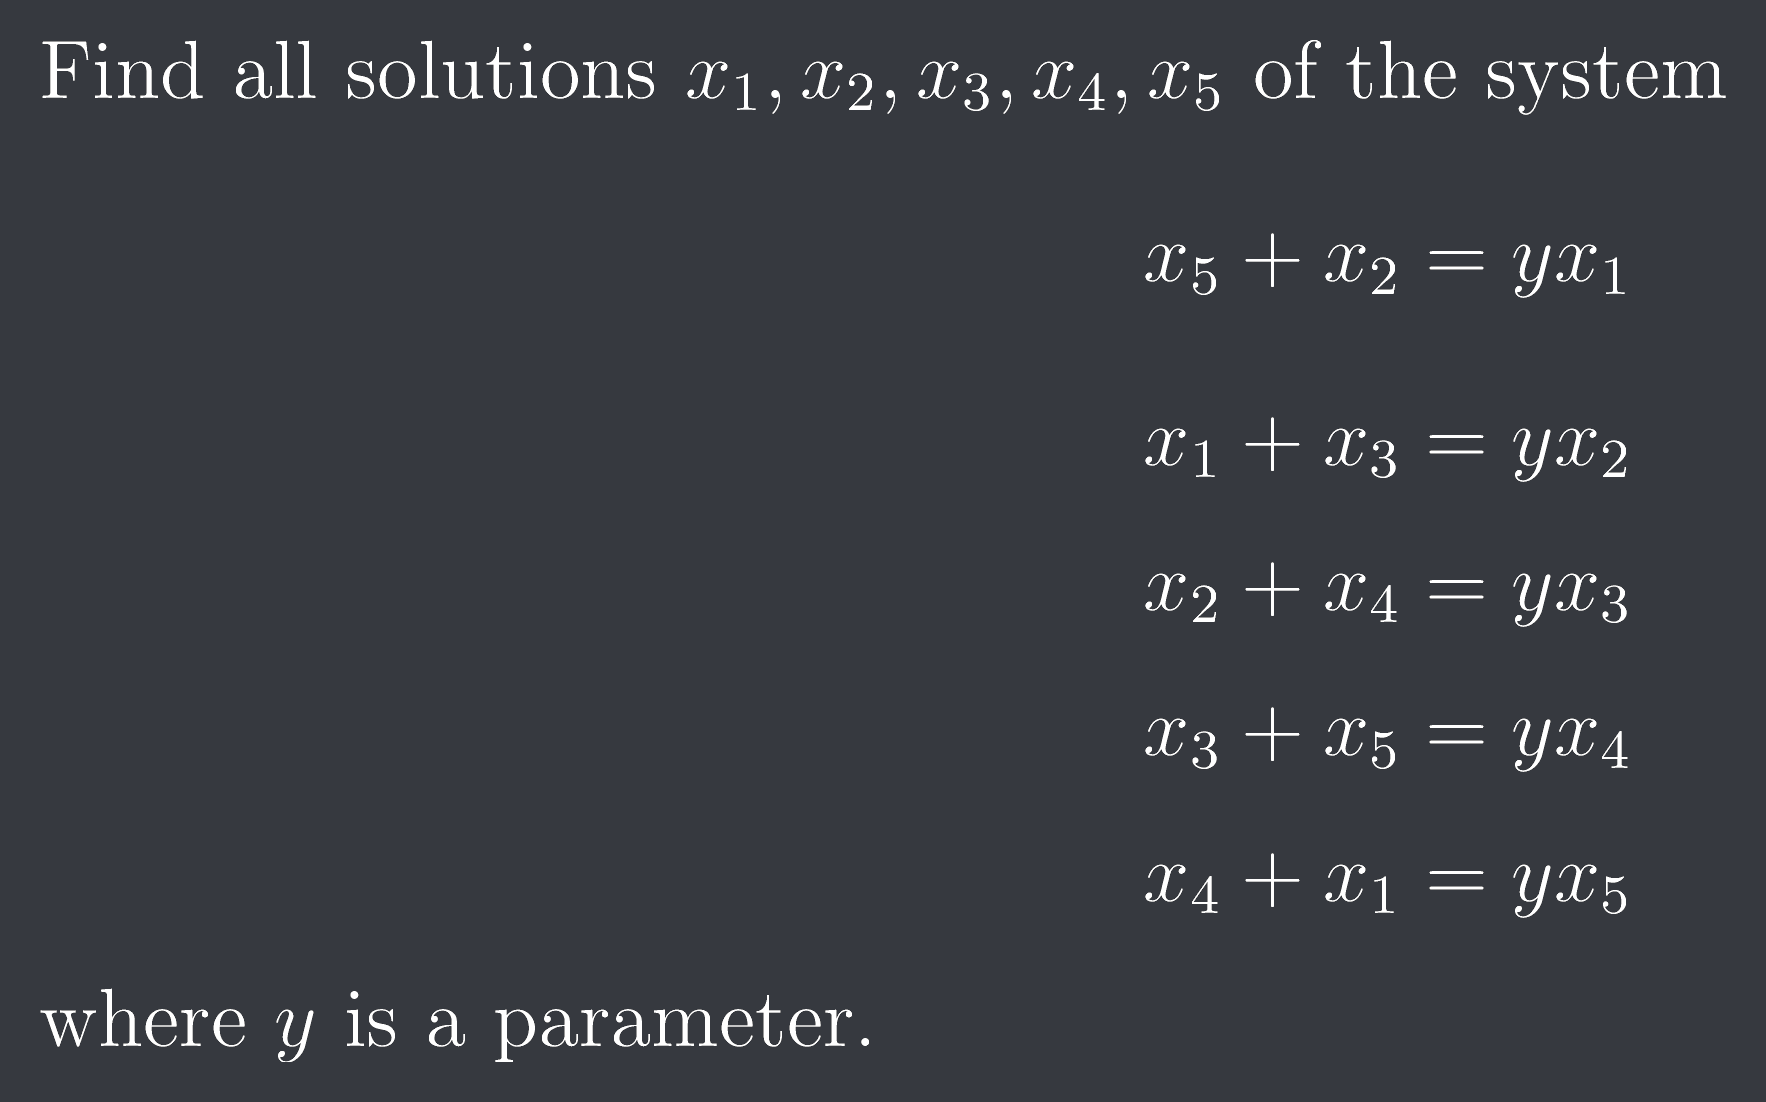 Find all solutions x₁, x₂, x₃, x₄, x₅ of the system
x₅ + x₂ = yx₁
x₁ + x₃ = yx₂
x₂ + x₄ = yx₃
x₃ + x₅ = yx₄
x₄ + x₁ = yx₅
where y is a parameter.